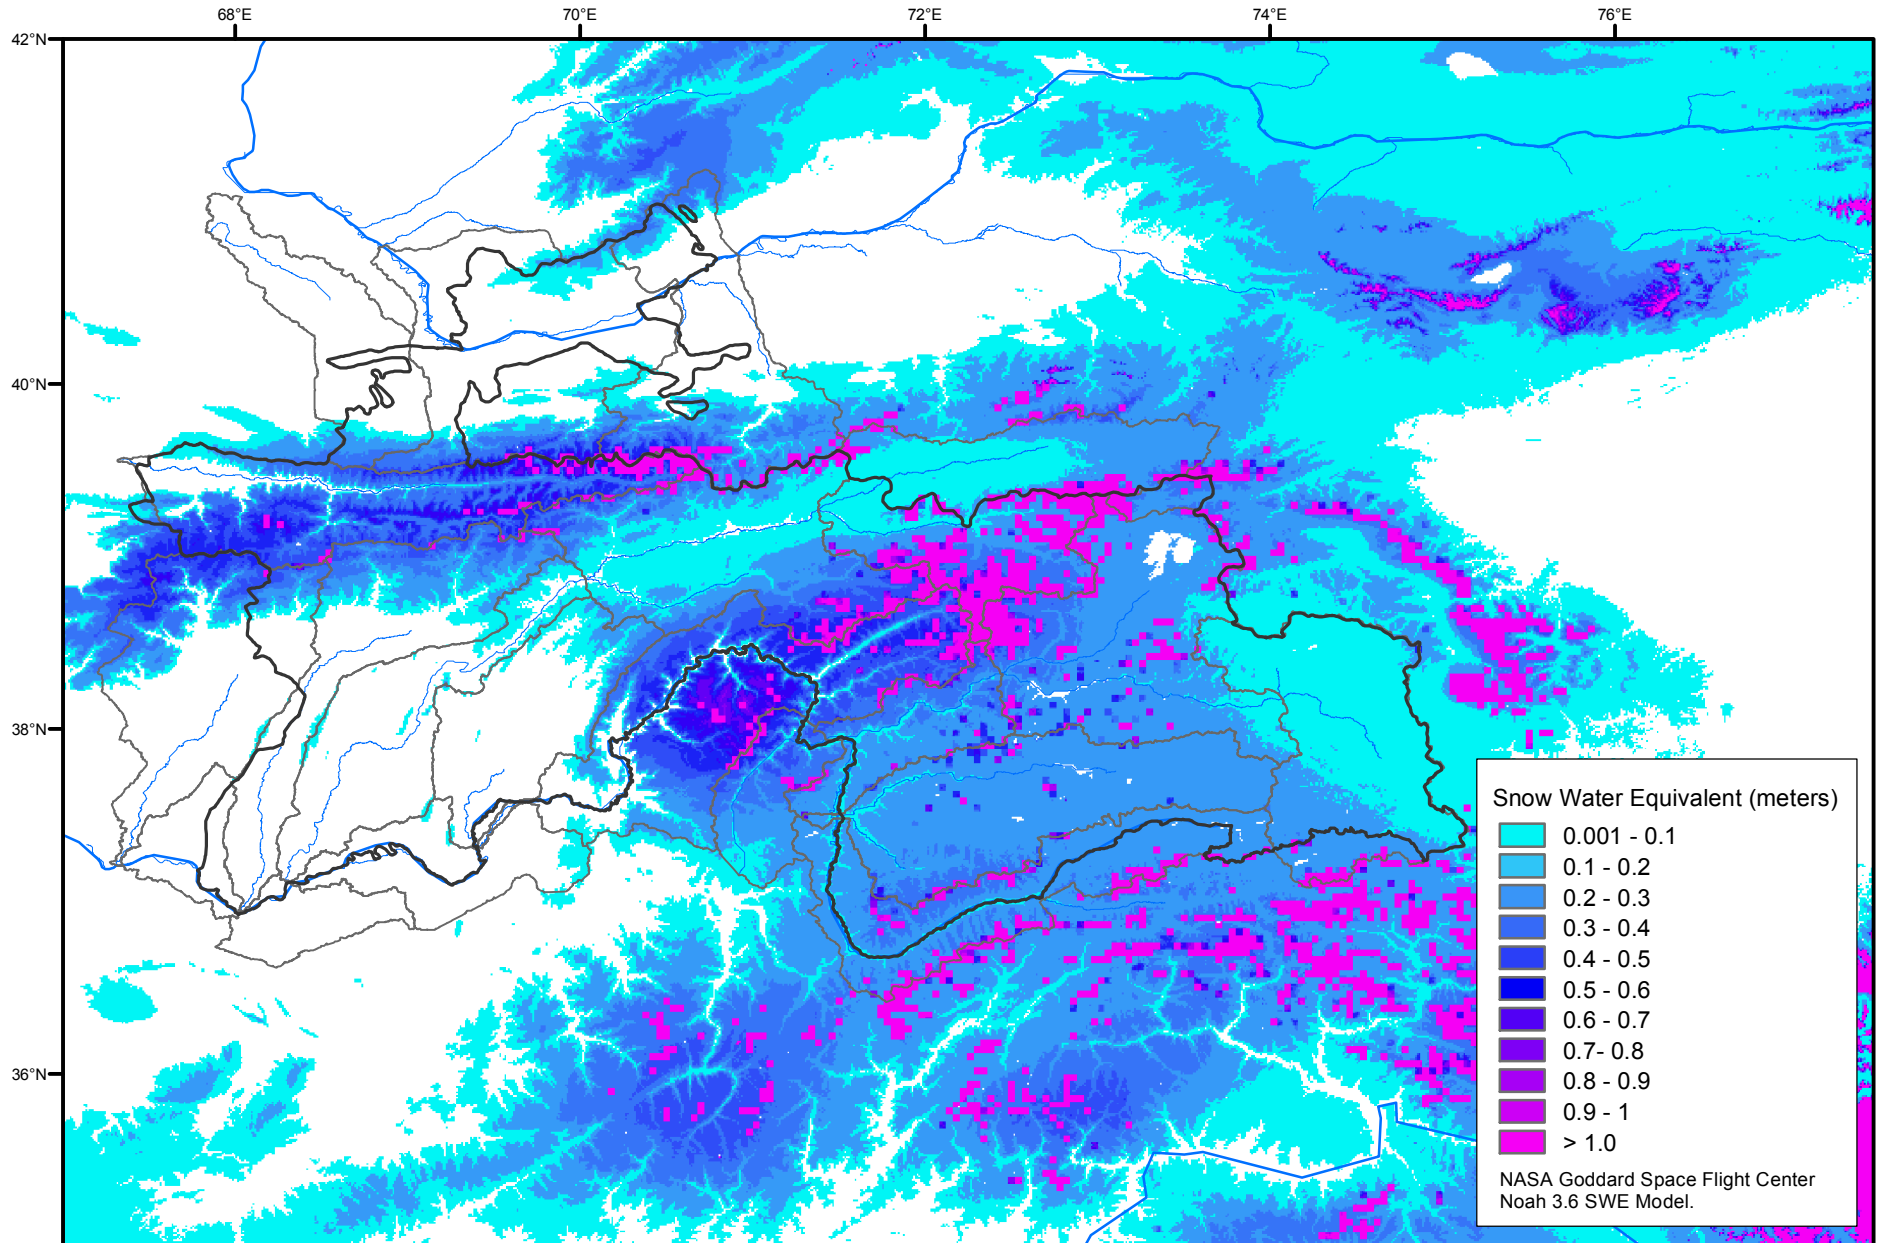 68°E 70°E 72°E 74°E 76°E
42°N
40°N
38°N
36°N
Snow Water Equivalent (meters)
0.001 - 0.1
0.1 - 0.2
0.2 - 0.3
0.3 - 0.4
0.4 - 0.5
0.5 - 0.6
0.6 - 0.7
0.7- 0.8
0.8 - 0.9
0.9 - 1
> 1.0
NASA Goddard Space Flight Center
Noah 3.6 SWE Model.